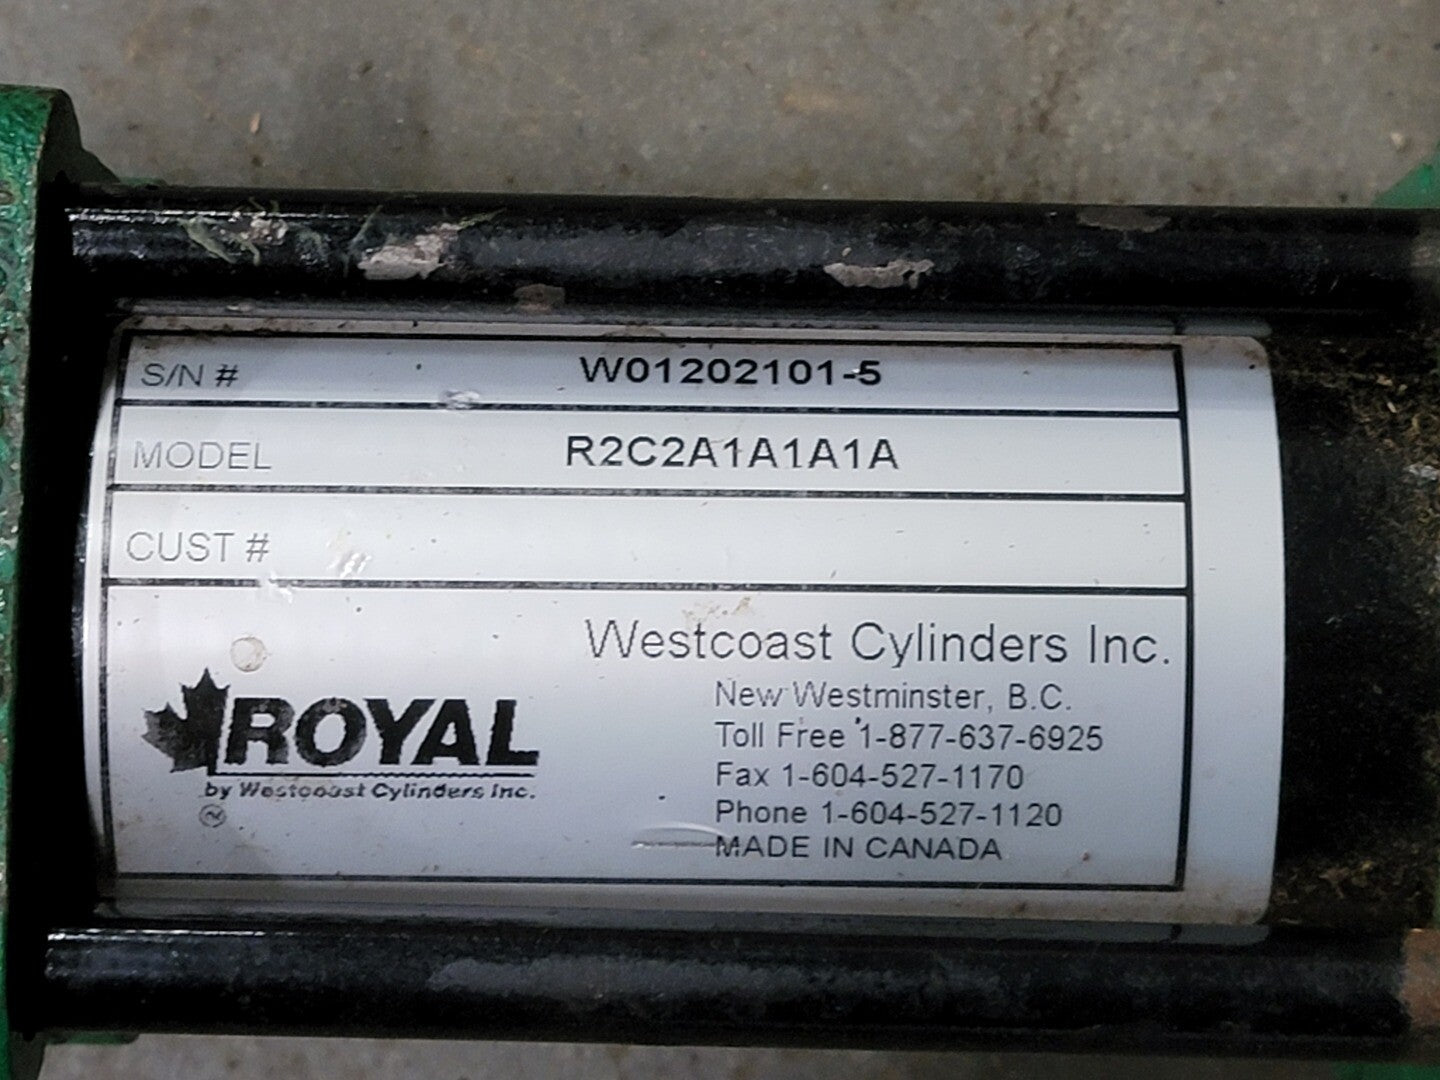 S/N # W01202101-5
MODEL R2C2A1A1A1A
CUST #
Westcoast Cylinders Inc.
New Westminster, B.C.
Toll Free 1-877-637-6925
Fax 1-604-527-1170
Phone 1-604-527-1120
MADE IN CANADA
ROYAL
by Westcoast Cylinders Inc.